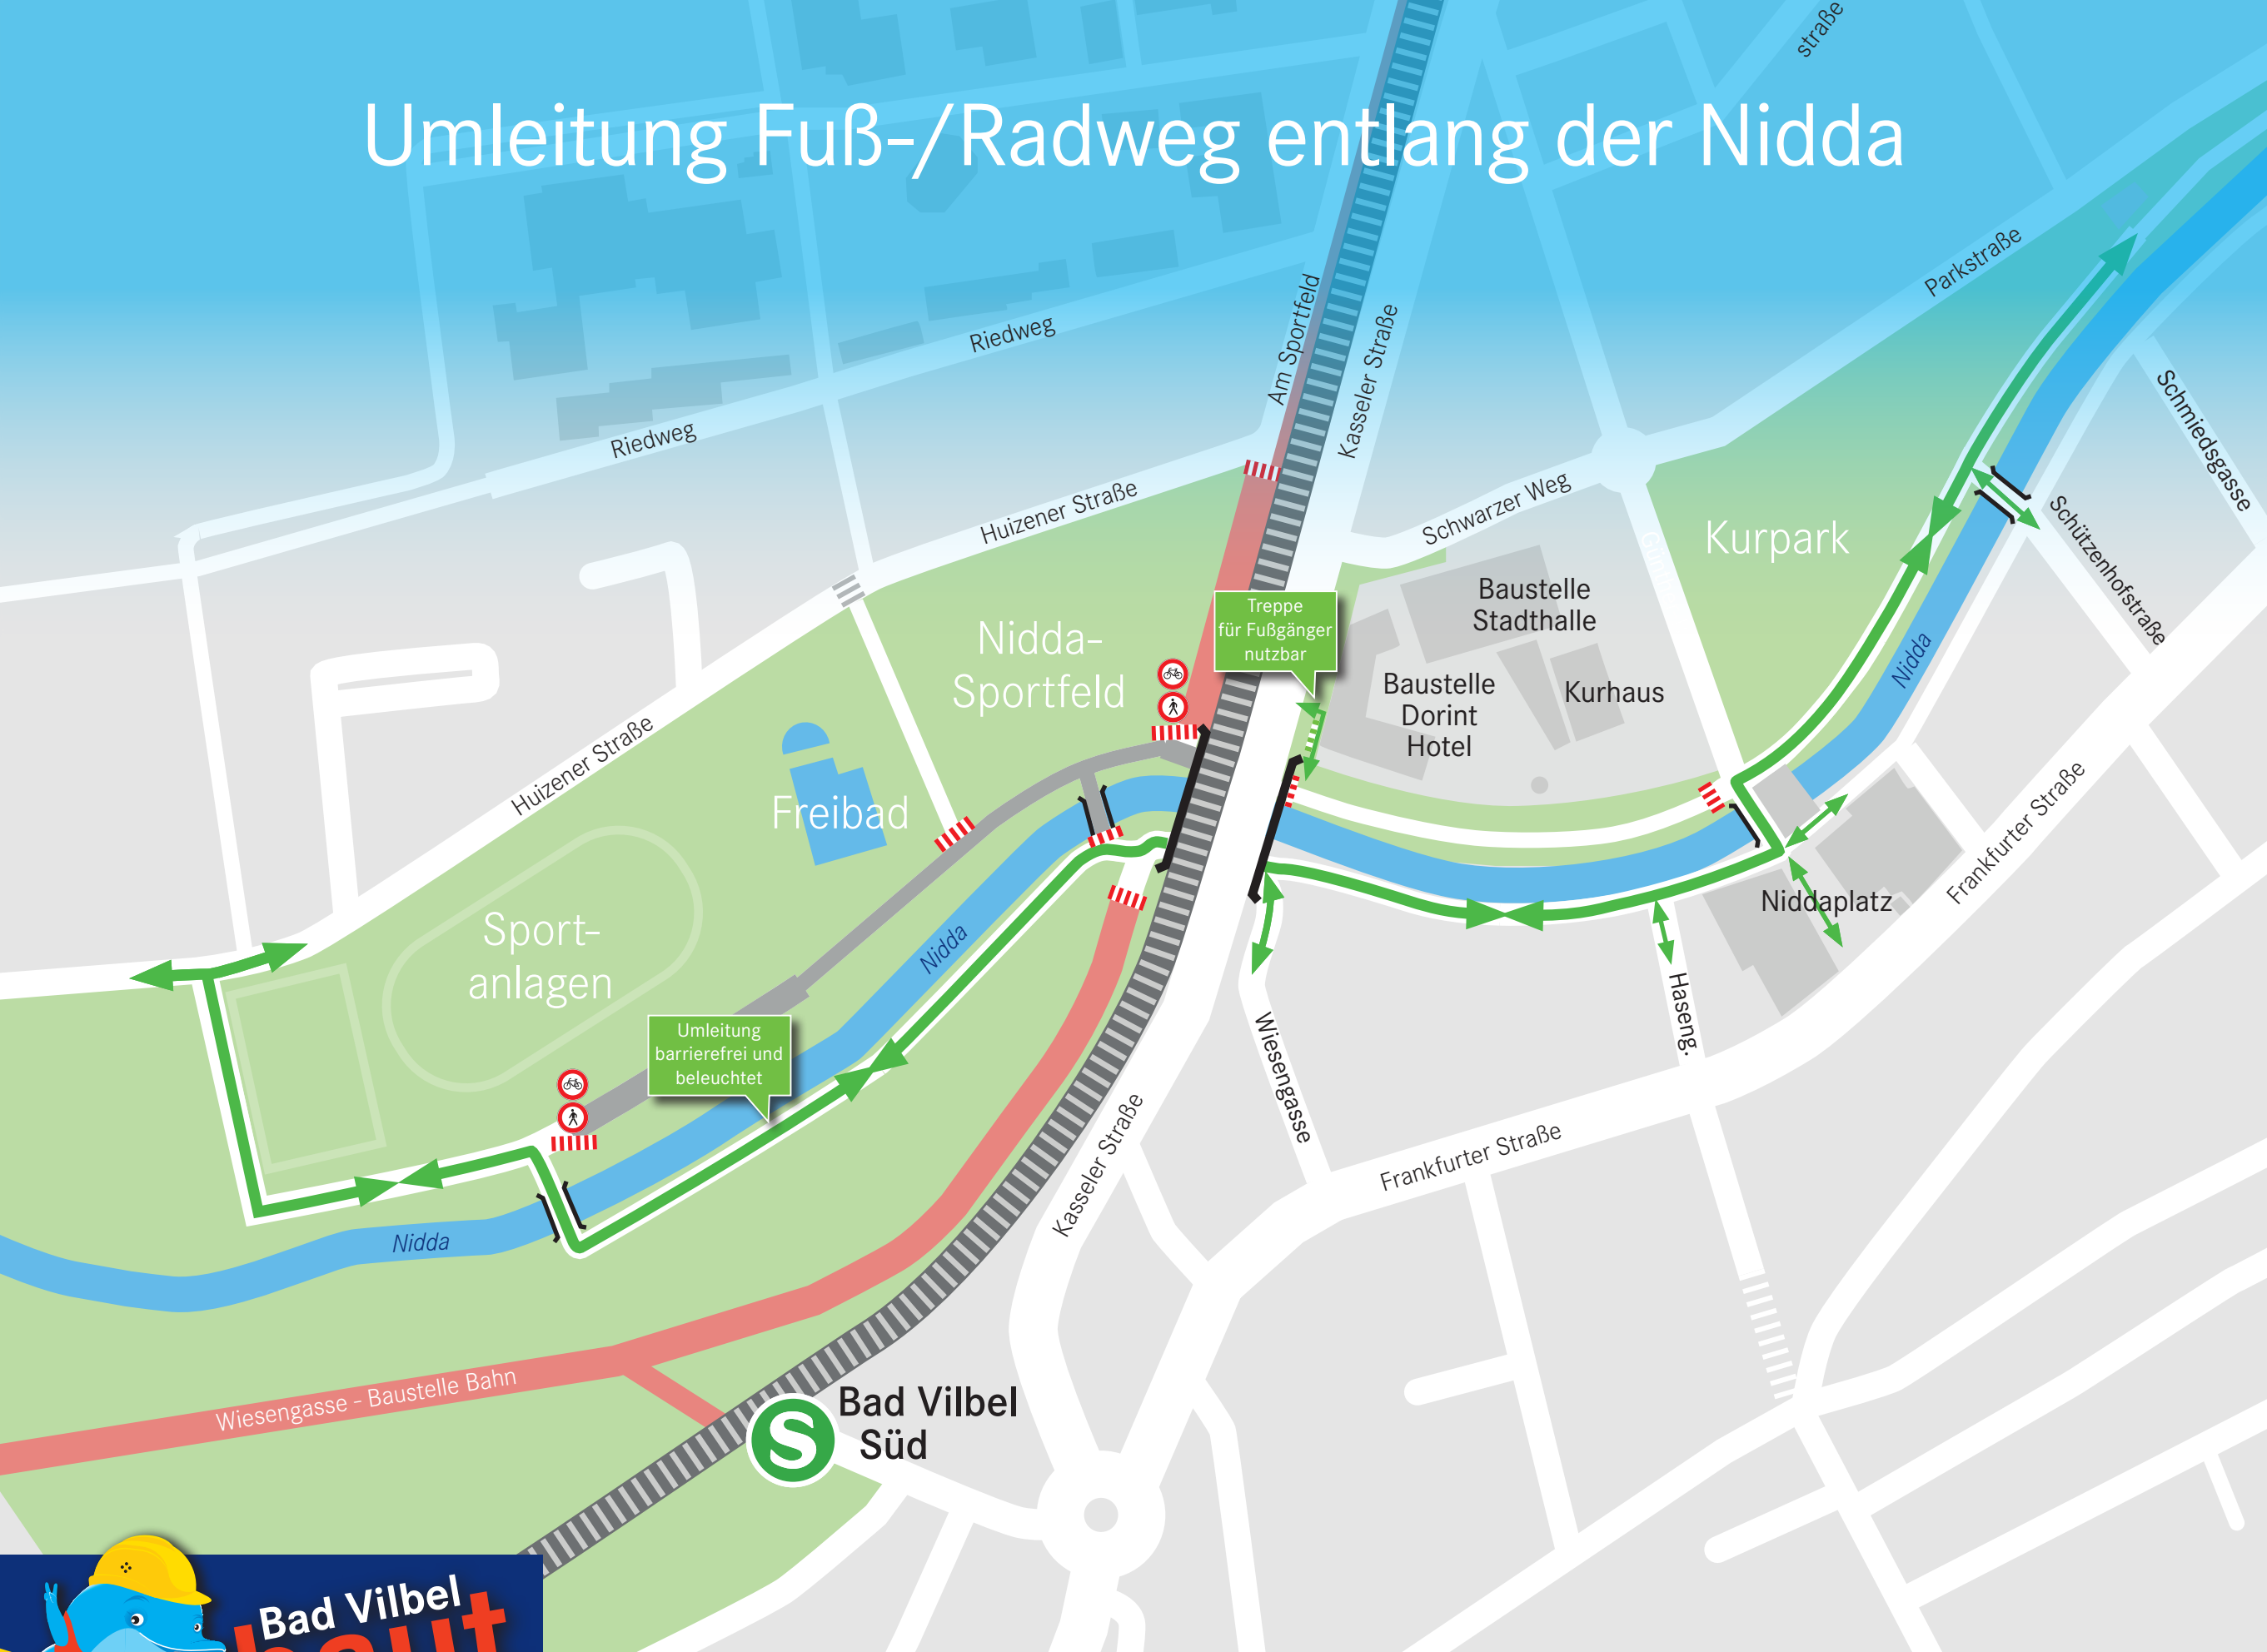 straße
Umleitung Fuß-/Radweg entlang der Nidda
Parkstraße
Am Sportfeld
Kasseler Straße
Riedweg
Riedweg
Schmiedsgasse
Huizener Straße
Schwarzer Weg
Kurpark
Schützenhofstraße
Baustelle
Stadthalle
Treppe
für Fußgänger
nutzbar
Nidda-
Sportfeld
Nidda
Baustelle
Dorint
Hotel
Kurhaus
Huizener Straße
Freibad
Frankfurter Straße
Niddaplatz
Sport-
anlagen
Nidda
Haseng.
Umleitung
barrierefrei und
beleuchtet
Wiesengasse
Kasseler Straße
Frankfurter Straße
Nidda
Wiesengasse - Baustelle Bahn
S
Bad Vilbel
Süd
Bad Vilbel
baut